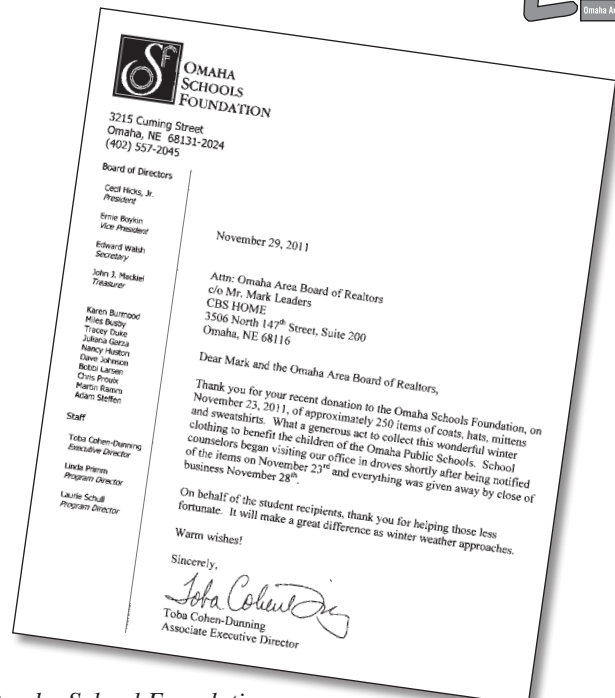 Omaha Ar
OMAHA
SCHOOLS
FOUNDATION
3215 Cuming Street
Omaha, NE 68131-2024
(402) 557-2045
Board of Directors
Cecil Hicks, Jr.
President
Ernie Boykin
Vice President
Edward Walsh
Secretary
John J. Mackiel
Treasurer
Karen Burmood
Miles Busby
Tracey Duke
Juliana Garza
Nancy Huston
Dave Johnson
Bobbi Larsen
Chris Proulx
Martin Ramm
Adam Steffen
Staff
Toba Cohen-Dunning
Executive Director
Linda Primm
Program Director
Laurie Schull
Program Director
November 29, 2011
Attn: Omaha Area Board of Realtors
c/o Mr. Mark Leaders
CBS HOME
3506 North 147th Street, Suite 200
Omaha, NE 68116
Dear Mark and the Omaha Area Board of Realtors,
Thank you for your recent donation to the Omaha Schools Foundation, on
November 23, 2011, of approximately 250 items of coats, hats, mittens
and sweatshirts. What a generous act to collect this wonderful winter
clothing to benefit the children of the Omaha Public Schools. School
counselors began visiting our office in droves shortly after being notified
of the items on November 23rd and everything was given away by close of
business November 28th.
On behalf of the student recipients, thank you for helping those less
fortunate. It will make a great difference as winter weather approaches.
Warm wishes!
Sincerely,
Toba Cohen-Dunning
Associate Executive Director